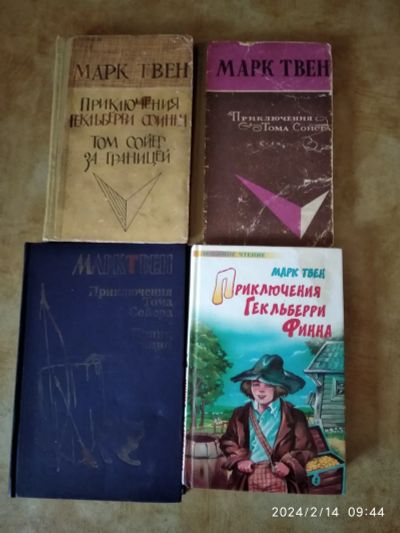 МАРК ТВЕН
ПРИКЛЮЧЕНИЯ
ГЕКЛЬБЕРРИ ФИННА
ТОМ СОЙЕР
ЗА ГРАНИЦЕЙ
МАРК ТВЕН
Приключения
Тома Сойера
МАРК ТВЕН
Приключения
Тома
Сойера
Принц
МАРК ТВЕН
ПРИКЛЮЧЕНИЯ
ГЕКЛЬБЕРРИ
ФИННА
2024/2/14 09:44